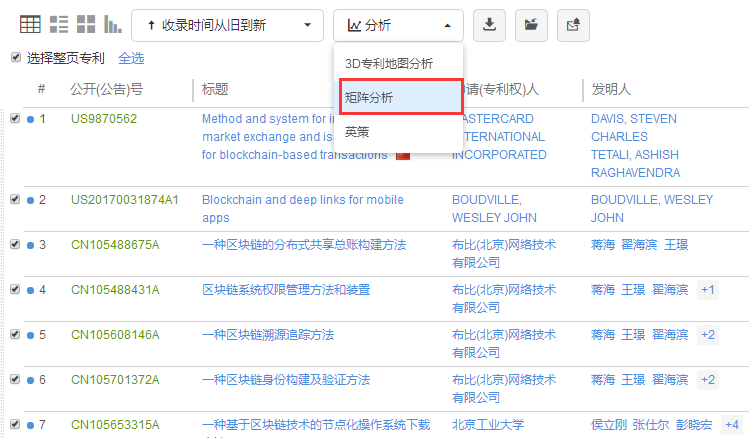 收录时间从旧到新
分析
选择整页专利 全选
3D专利地图分析
矩阵分析
英策
# 公开(公告)号 标题 请(专利权)人 发明人
1 US9870562 Method and system for in MASTERCARD DAVIS, STEVEN
market exchange and is INTERNATIONAL CHARLES
for blockchain-based transactions INCORPORATED TETALI, ASHISH
RAGHAVENDRA
2 US20170031874A1 Blockchain and deep links for mobile BOUDVILLE, BOUDVILLE, WESLEY
apps WESLEY JOHN JOHN
3 CN105488675A 一种区块链的分布式共享总账构建方法 布比(北京)网络技术 蒋海 翟海滨 王璟
有限公司
4 CN105488431A 区块链系统权限管理方法和装置 布比(北京)网络技术 蒋海 王璟 翟海滨 +1
有限公司
5 CN105608146A 一种区块链溯源追踪方法 布比(北京)网络技术 蒋海 王璟 翟海滨 +2
有限公司
6 CN105701372A 一种区块链身份构建及验证方法 布比(北京)网络技术 蒋海 王璟 翟海滨 +2
有限公司
7 CN105653315A 一种基于区块链技术的节点化操作系统下载 北京工业大学 侯立刚 张仕尔 彭晓宏 +4